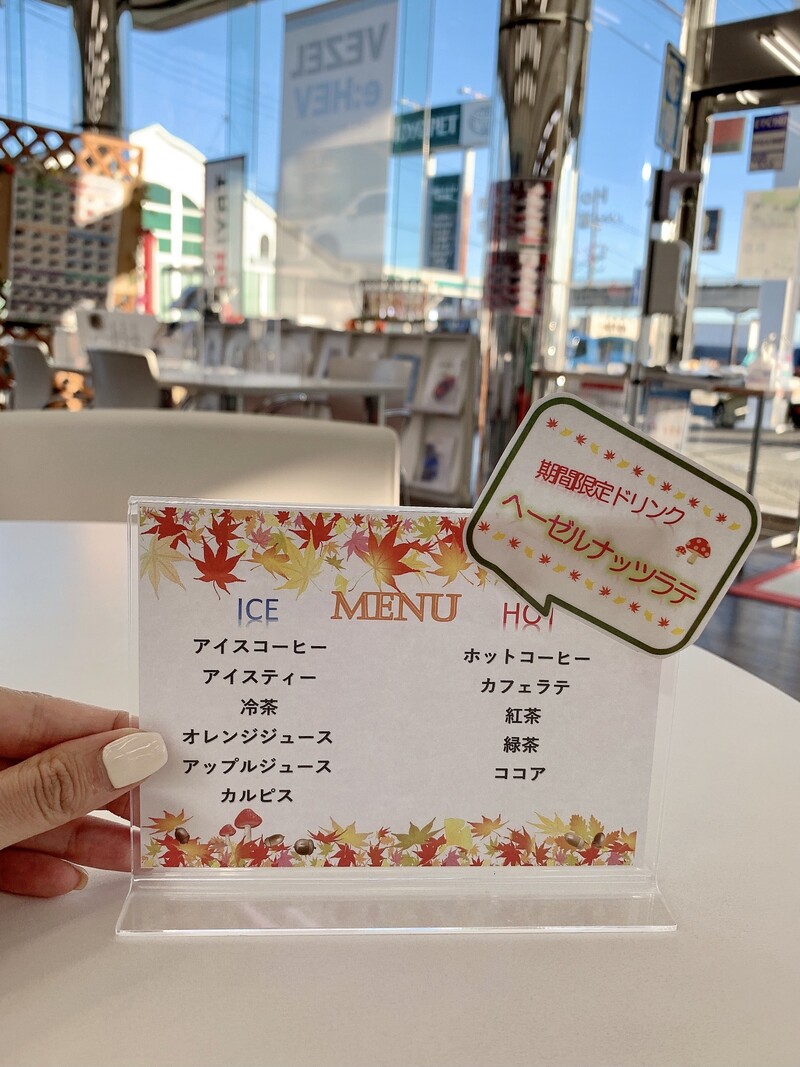 VEZEL
e:HEV
期間限定ドリンク
ヘーゼルナッツラテ
MENU
ICE
アイスコーヒー
アイスティー
冷茶
オレンジジュース
アップルジュース
カルピス
HOT
ホットコーヒー
カフェラテ
紅茶
緑茶
ココア